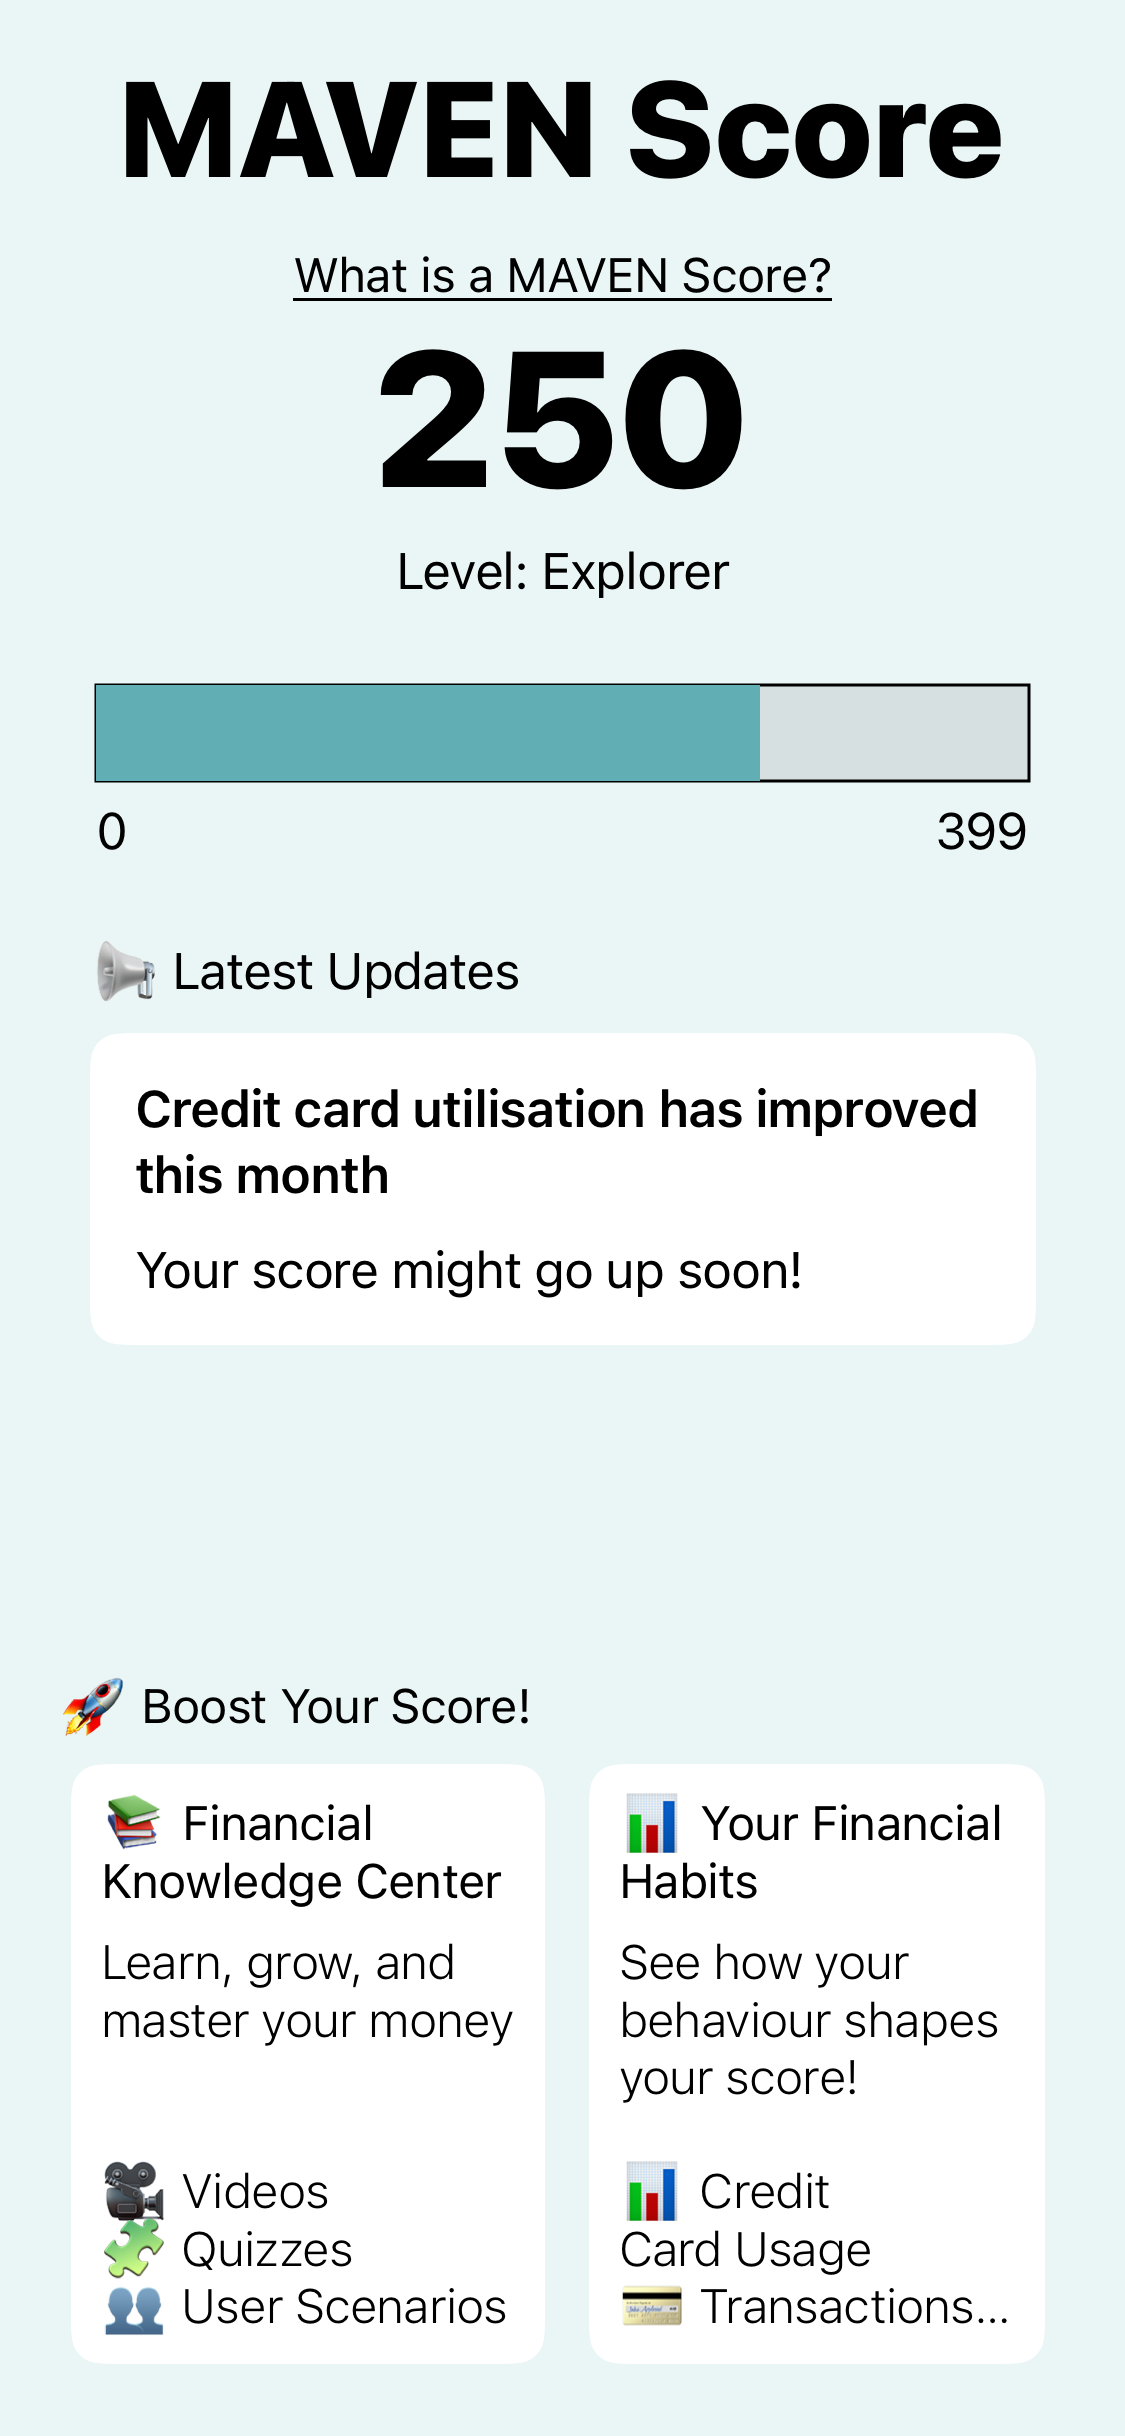 MAVEN Score
What is a MAVEN Score?
250
Level: Explorer
0
399
Latest Updates
Credit card utilisation has improved
this month
Your score might go up soon!
Boost Your Score!
Financial
Knowledge Center
Learn, grow, and
master your money
Videos
Quizzes
User Scenarios
Your Financial
Habits
See how your
behaviour shapes
your score!
Credit
Card Usage
Transactions...